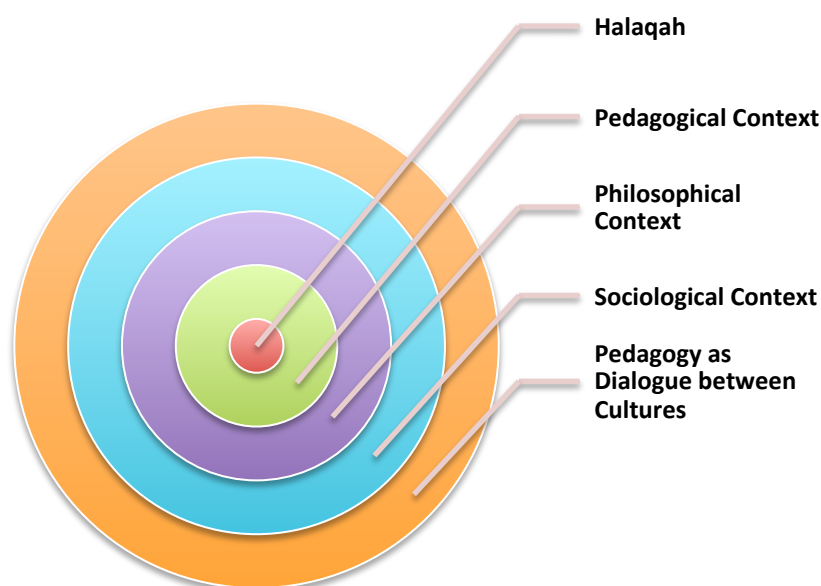 Halaqah
Pedagogical Context
Philosophical
Context
Sociological Context
Pedagogy as
Dialogue between
Cultures